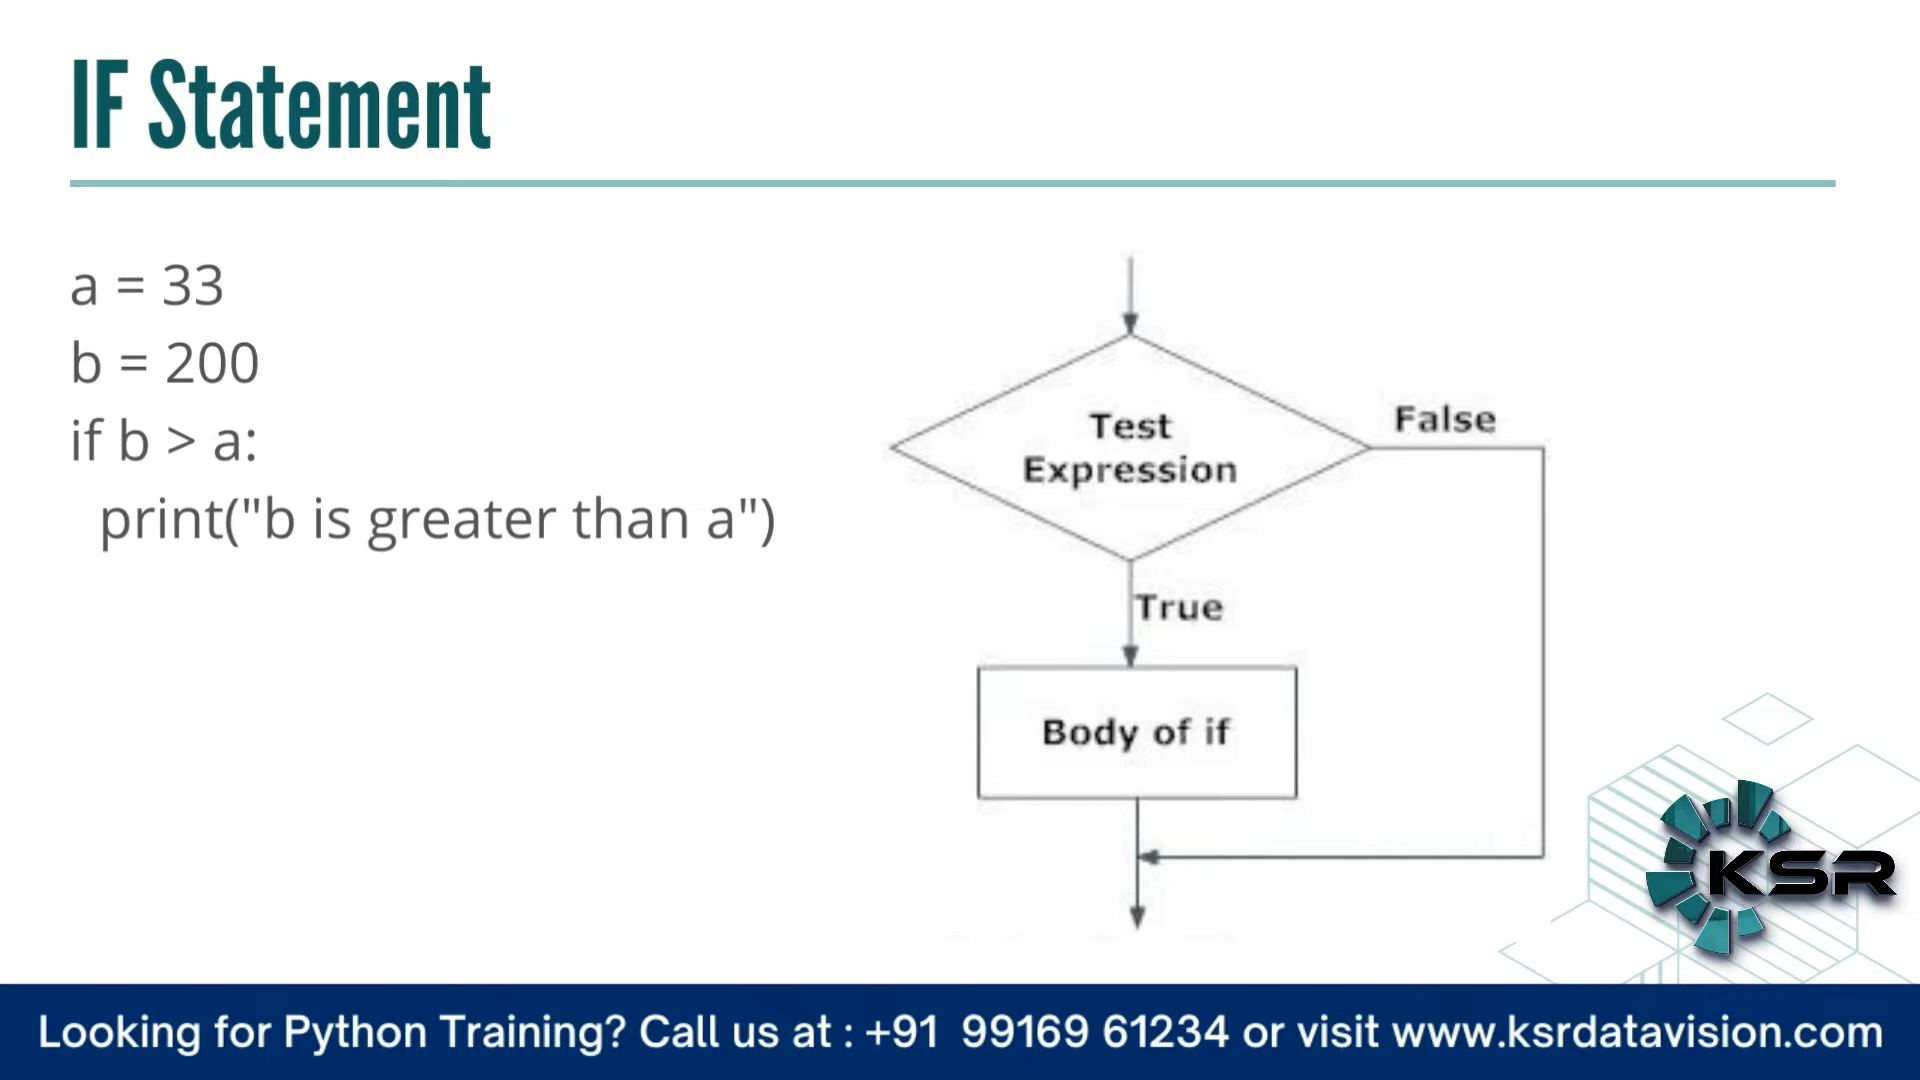 IF Statement
a = 33
b = 200
if b > a:
print("b is greater than a")
Test
Expression
False
True
Body of if
KSR
Looking for Python Training? Call us at : +91  99169 61234 or visit www.ksrdatavision.com